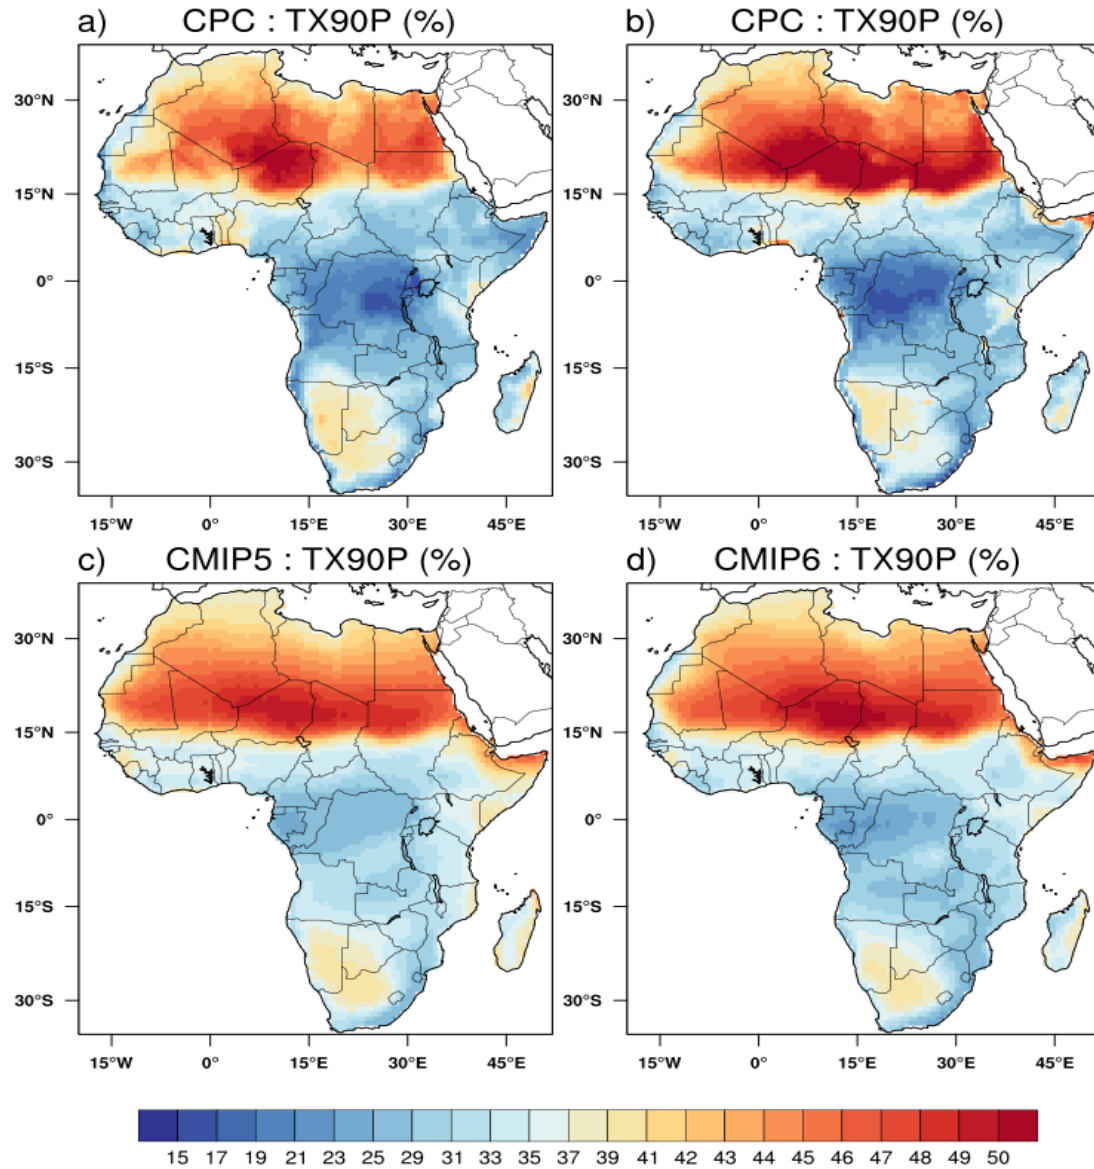 a) CPC : TX90P (%)
b) CPC : TX90P (%)
30°N
15°N
0°
15°S
30°S
30°N
15°N
0°
15°S
30°S
15°W 0° 15°E 30°E 45°E
15°W 0° 15°E 30°E 45°E
c) CMIP5 : TX90P (%)
d) CMIP6 : TX90P (%)
30°N
15°N
0°
15°S
30°S
30°N
15°N
0°
15°S
30°S
15°W 0° 15°E 30°E 45°E
15°W 0° 15°E 30°E 45°E
15 17 19 21 23 25 29 31 33 35 37 39 41 42 43 44 45 46 47 48 49 50